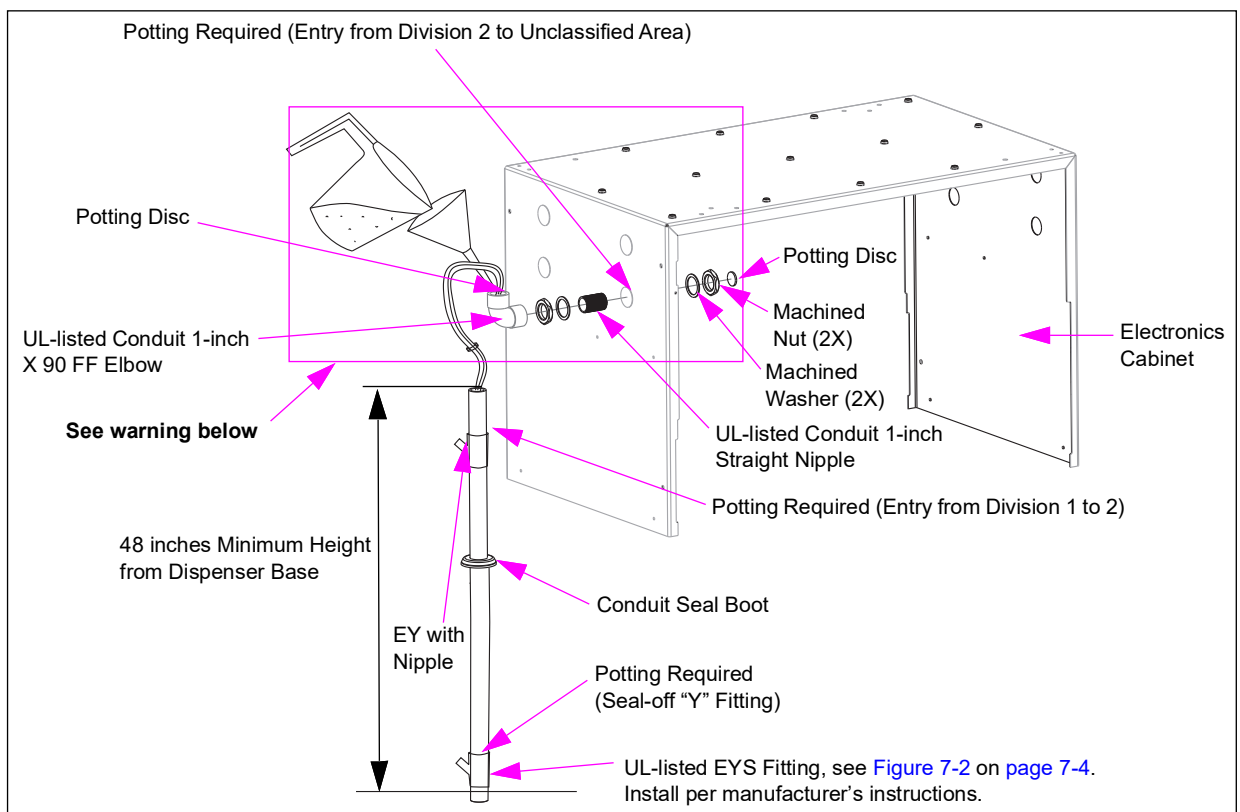 Potting Required (Entry from Division 2 to Unclassified Area)
Potting Disc
UL-listed Conduit 1-inch
X 90 FF Elbow
See warning below
Potting Disc
Machined
Nut (2X)
Machined
Washer (2X)
Electronics
Cabinet
UL-listed Conduit 1-inch
Straight Nipple
Potting Required (Entry from Division 1 to 2)
48 inches Minimum Height
from Dispenser Base
Conduit Seal Boot
EY with
Nipple
Potting Required
(Seal-off “Y” Fitting)
UL-listed EYS Fitting, see Figure 7-2 on page 7-4.
Install per manufacturer’s instructions.